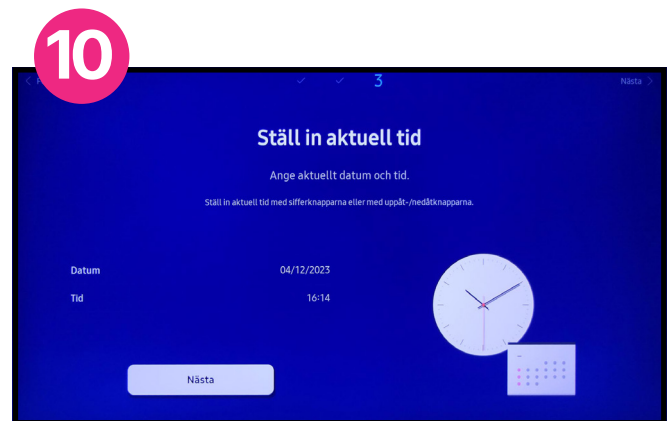 10
3
Nästa
Ställ in aktuell tid
Ange aktuellt datum och tid.
Ställ in aktuell tid med sifferknapparna eller med uppåt-/nedåtknapparna.
Datum 04/12/2023
Tid 16:14
Nästa